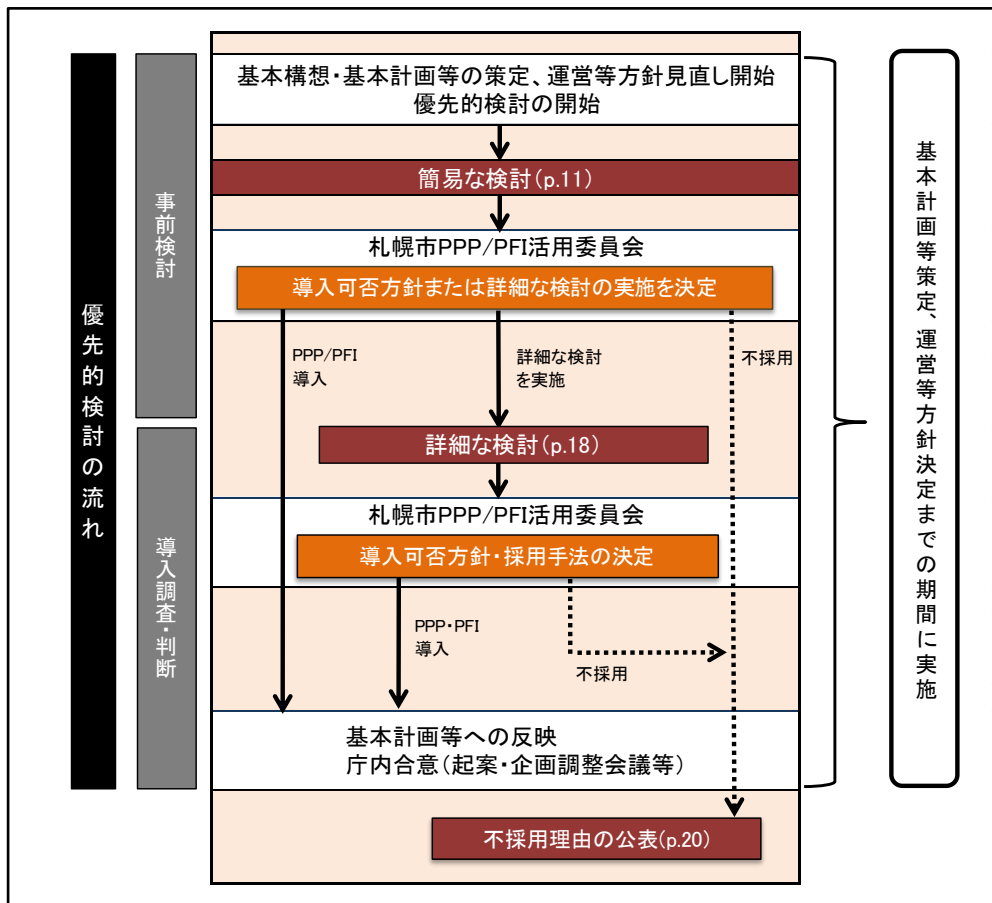 優先的検討の流れ
事前検討
導入調査・判断
基本構想・基本計画等の策定、運営等方針見直し開始
優先的検討の開始
簡易な検討(p.11)
札幌市PPP/PFI活用委員会
導入可否方針または詳細な検討の実施を決定
PPP/PFI
導入
詳細な検討
を実施
不採用
詳細な検討(p.18)
札幌市PPP/PFI活用委員会
導入可否方針・採用手法の決定
PPP・PFI
導入
不採用
基本計画等への反映
庁内合意(起案・企画調整会議等)
不採用理由の公表(p.20)
基本計画等策定、運営等方針決定までの期間に実施